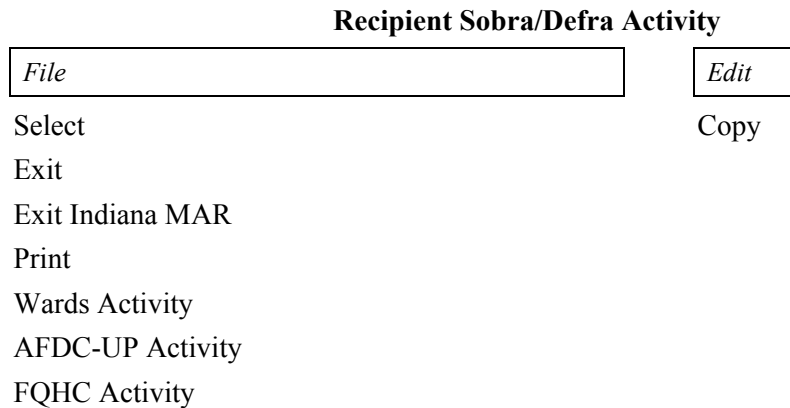 Recipient Sobra/Defra Activity
File Edit
Select Copy
Exit
Exit Indiana MAR
Print
Wards Activity
AFDC-UP Activity
FQHC Activity